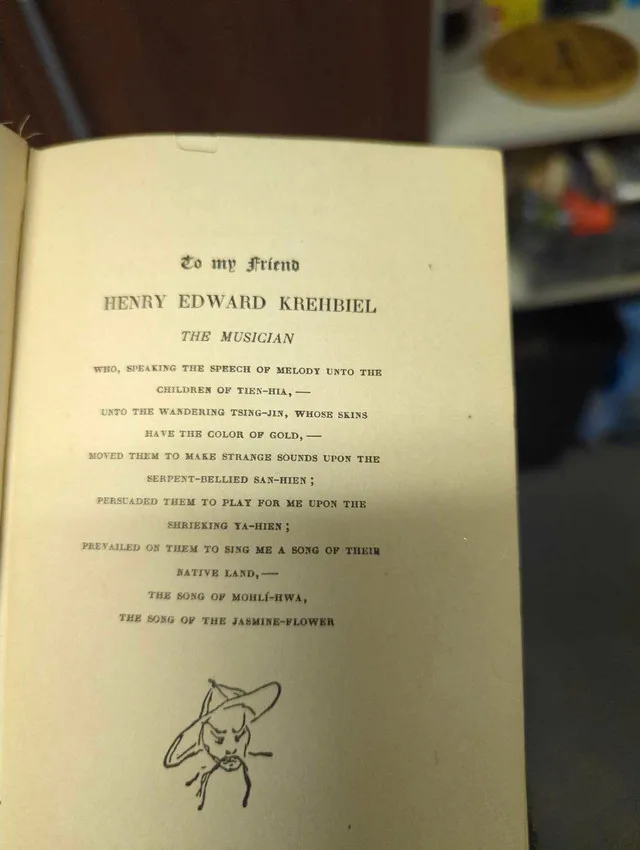 To my Friend
HENRY EDWARD KREHBIEL
THE MUSICIAN
WHO, SPEAKING THE SPEECH OF MELODY UNTO THE
CHILDREN OF TIEN-HIA, —
UNTO THE WANDERING TSING-JIN, WHOSE SKINS
HAVE THE COLOR OF GOLD, —
MOVED THEM TO MAKE STRANGE SOUNDS UPON THE
SERPENT-BELLIED SAN-HIEN ;
PERSUADED THEM TO PLAY FOR ME UPON THE
SHRIEKING YA-HIEN ;
PREVAILED ON THEM TO SING ME A SONG OF THEIR
NATIVE LAND, —
THE SONG OF MOHLÍ-HWA,
THE SONG OF THE JASMINE-FLOWER